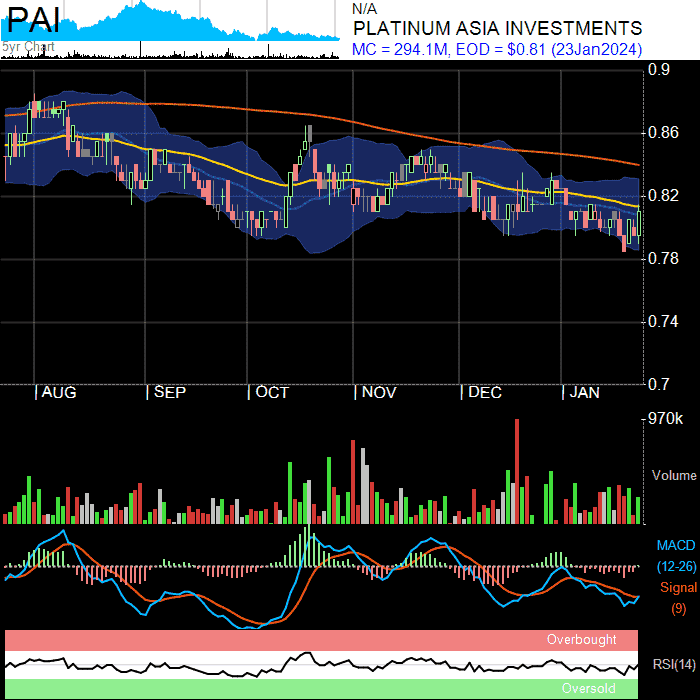 PAI
5yr Chart
N/A
PLATINUM ASIA INVESTMENTS
MC = 294.1M, EOD = $0.81 (23Jan2024)
0.9
0.86
0.82
0.78
0.74
0.7
AUG SEP OCT NOV DEC JAN
970k
Volume
MACD
(12-26)
Signal
(9)
Overbought
RSI(14)
Oversold